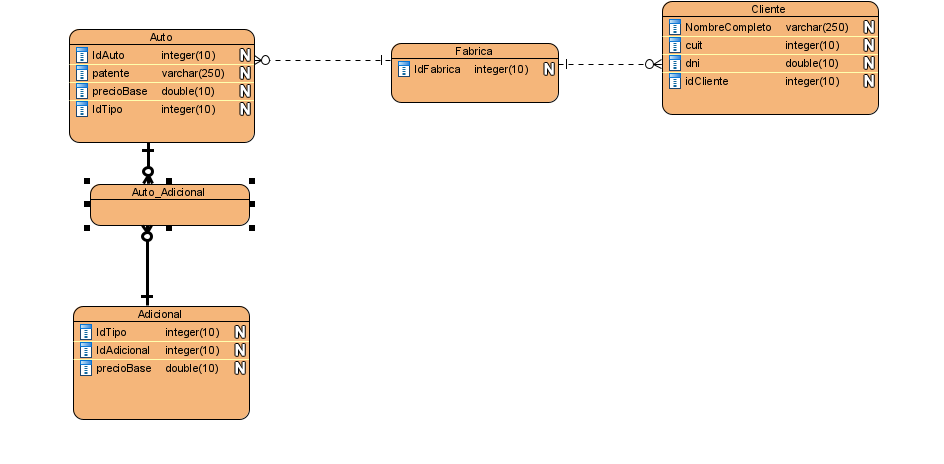 Auto
IdAuto integer(10) N
patente varchar(250) N
precioBase double(10) N
IdTipo integer(10) N
Fabrica
IdFabrica integer(10) N
Cliente
NombreCompleto varchar(250) N
cuit integer(10) N
dni double(10) N
idCliente integer(10) N
Auto_Adicional
Adicional
IdTipo integer(10) N
IdAdicional integer(10) N
precioBase double(10) N